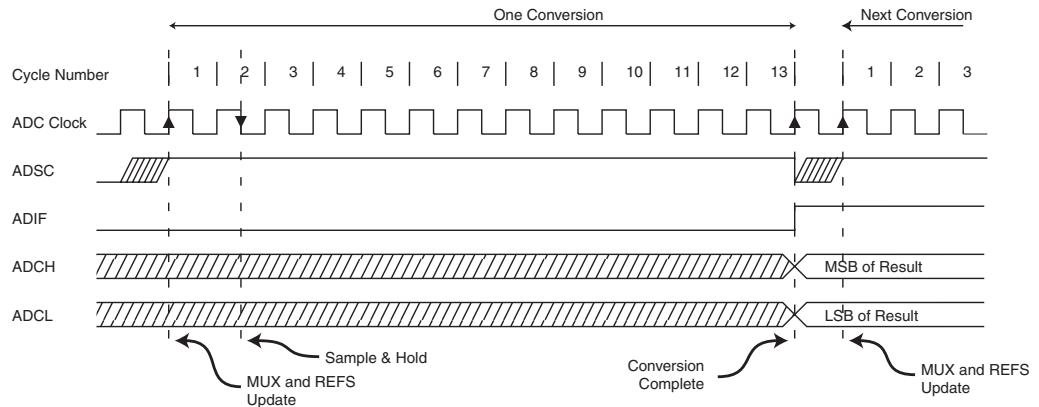 One Conversion Next Conversion
Cycle Number 1 2 3 4 5 6 7 8 9 10 11 12 13 1 2 3
ADC Clock
ADSC
ADIF
ADCH MSB of Result
ADCL LSB of Result
Sample & Hold
MUX and REFS
Update
Conversion
Complete
MUX and REFS
Update